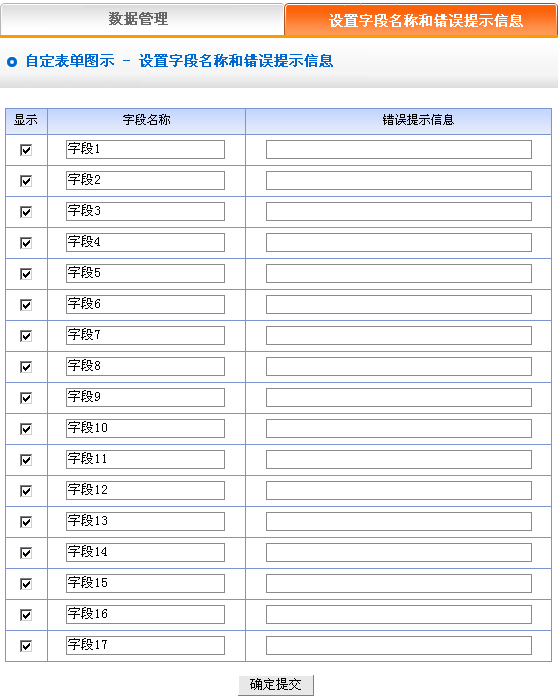 数据管理 设置字段名称和错误提示信息
自定表单图示 - 设置字段名称和错误提示信息
显示 字段名称 错误提示信息
字段1
字段2
字段3
字段4
字段5
字段6
字段7
字段8
字段9
字段10
字段11
字段12
字段13
字段14
字段15
字段16
字段17
确定提交